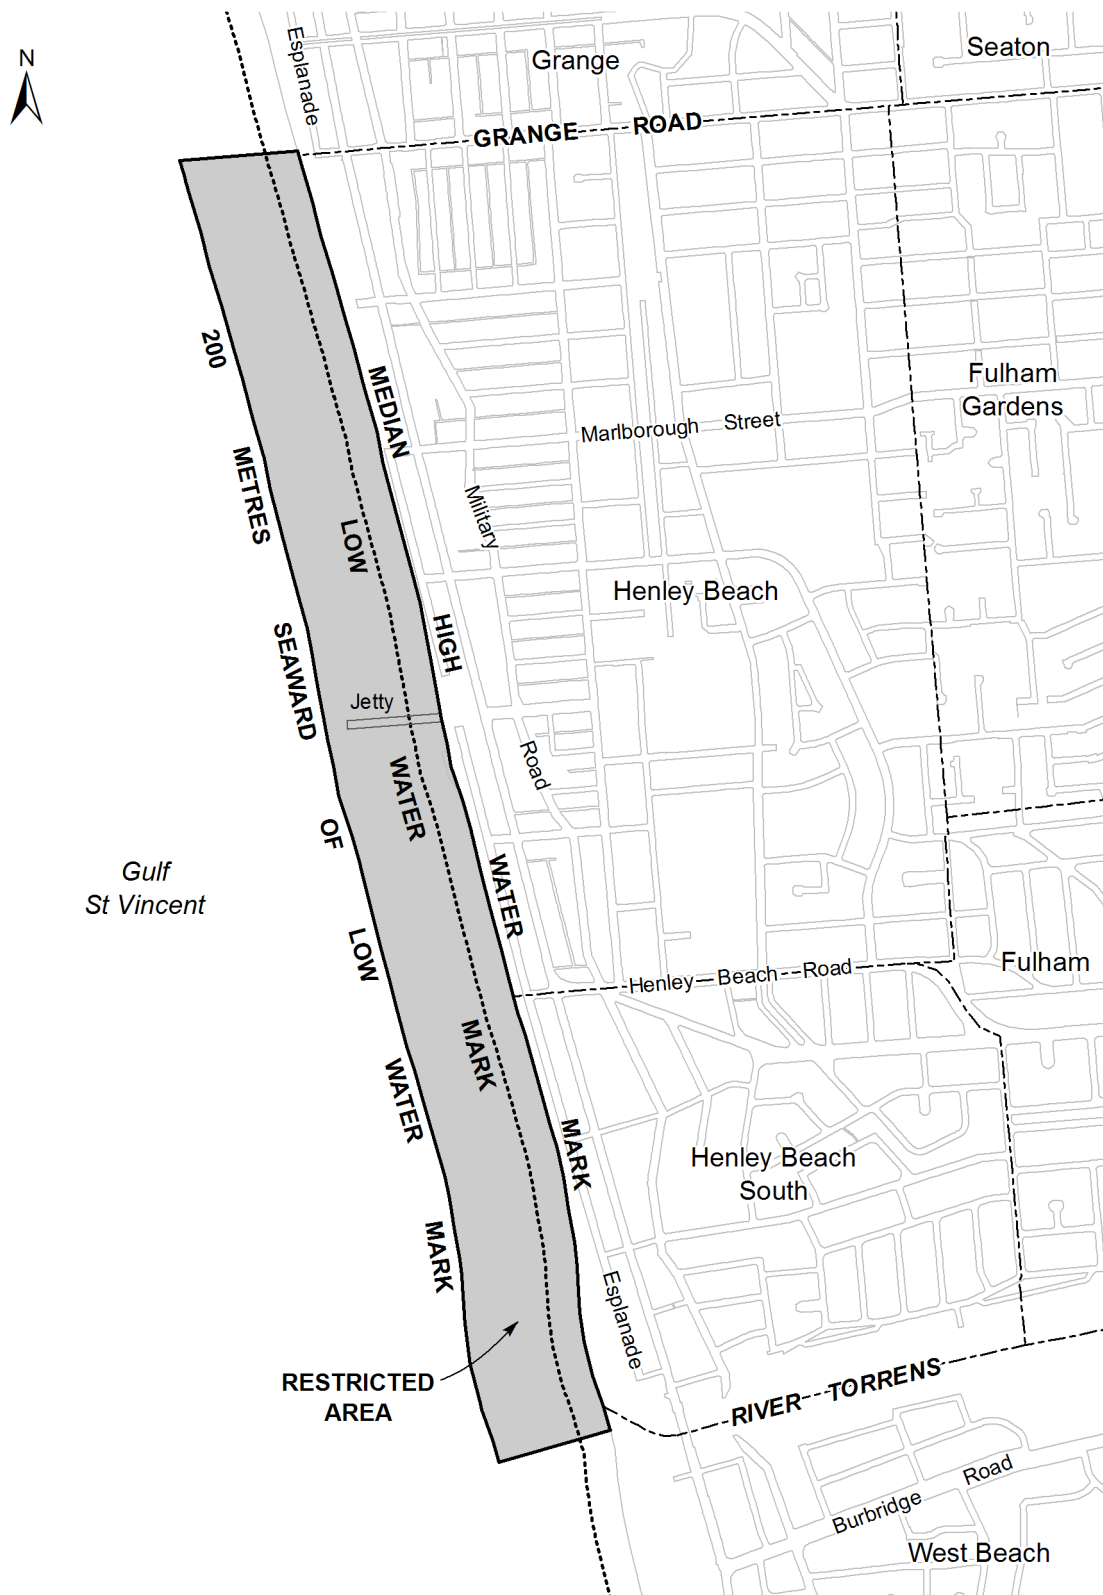 N
Esplanade
Grange
Seaton
GRANGE ROAD
200 METRES SEAWARD OF LOW WATER MARK
MEDIAN HIGH WATER MARK
LOW WATER MARK
Fulham
Gardens
Marlborough Street
Military Road
Henley Beach
Jetty
Gulf
St Vincent
Fulham
Henley Beach Road
Henley Beach
South
Esplanade
RESTRICTED
AREA
RIVER TORRENS
Burbridge Road
West Beach